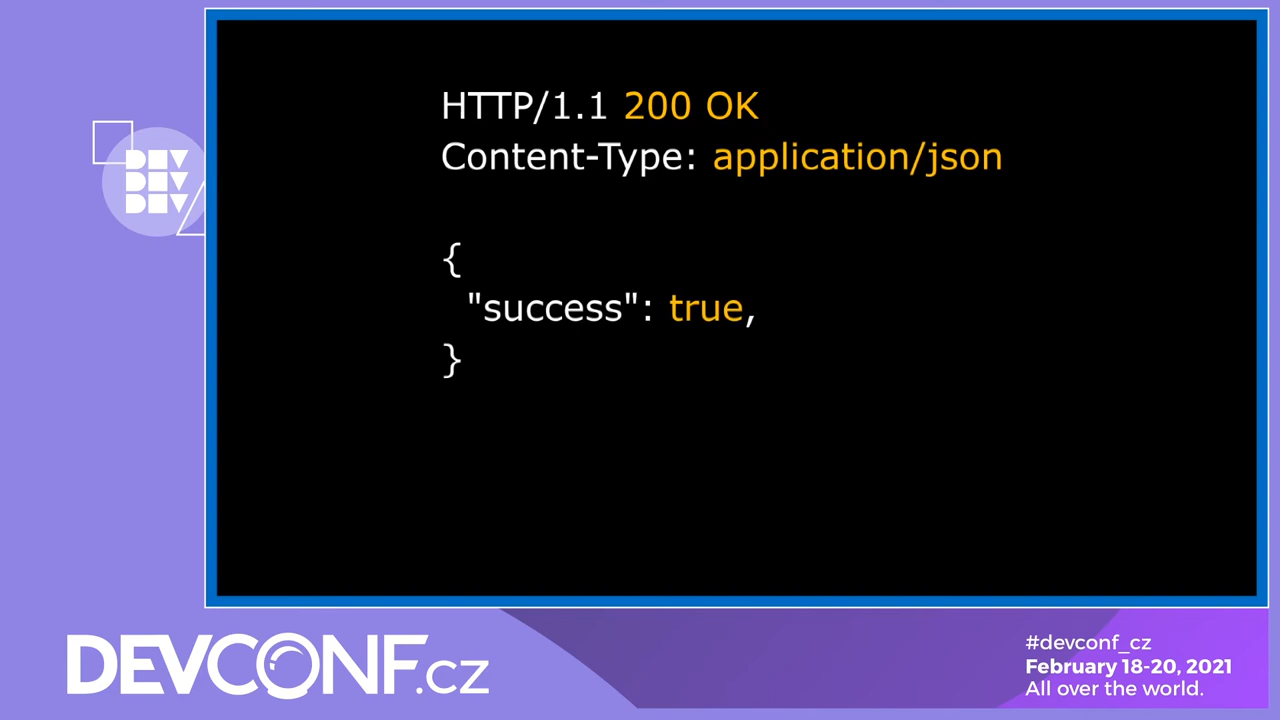 HTTP/1.1 200 OK
Content-Type: application/json
{
"success": true,
}
DEV
DEV
DEV
DEVCONF.cz
#devconf_cz
February 18-20, 2021
All over the world.